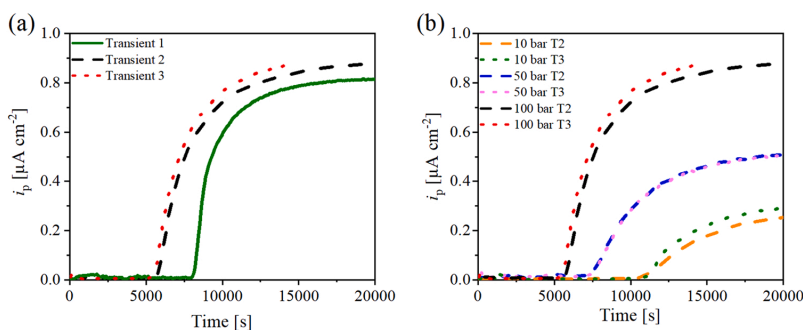 (a)
Transient 1
Transient 2
Transient 3
1.0
0.8
0.6
0.4
0.2
0.0
iₚ [µA cm⁻²]
0 5000 10000 15000 20000
Time [s]
(b)
10 bar T2
10 bar T3
50 bar T2
50 bar T3
100 bar T2
100 bar T3
1.0
0.8
0.6
0.4
0.2
0.0
iₚ [µA cm⁻²]
0 5000 10000 15000 20000
Time [s]